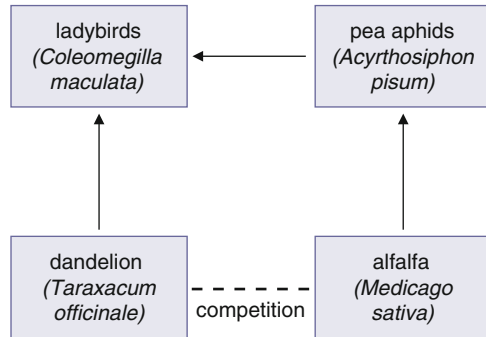 ladybirds
(Coleomegilla
maculata)
pea aphids
(Acyrthosiphon
pisum)
dandelion
(Taraxacum
officinale)
competition
alfalfa
(Medicago
sativa)